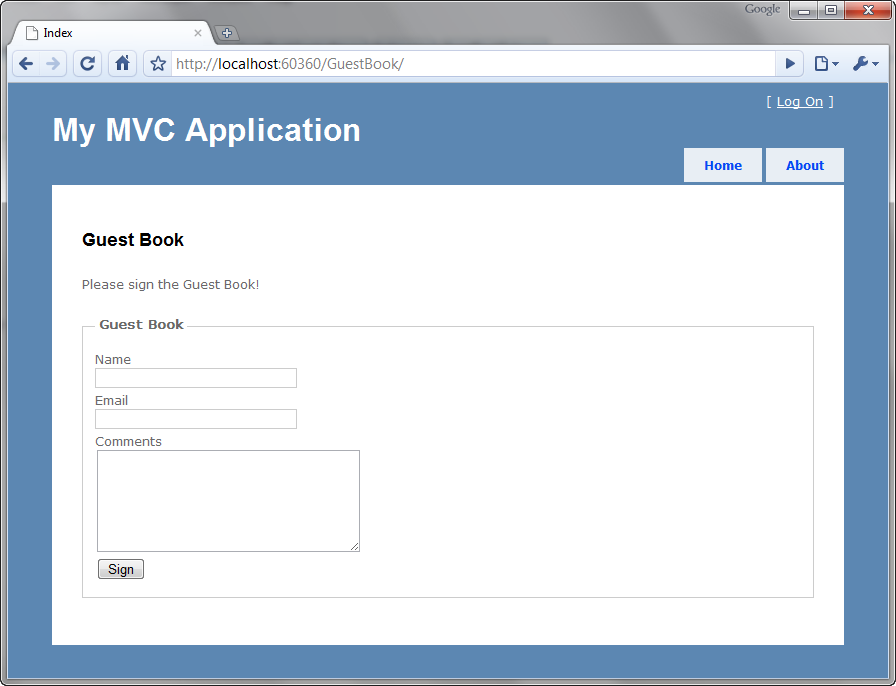 Google
Index
http://localhost:60360/GuestBook/
[ Log On ]
My MVC Application
Home About
Guest Book
Please sign the Guest Book!
Guest Book
Name
Email
Comments
Sign